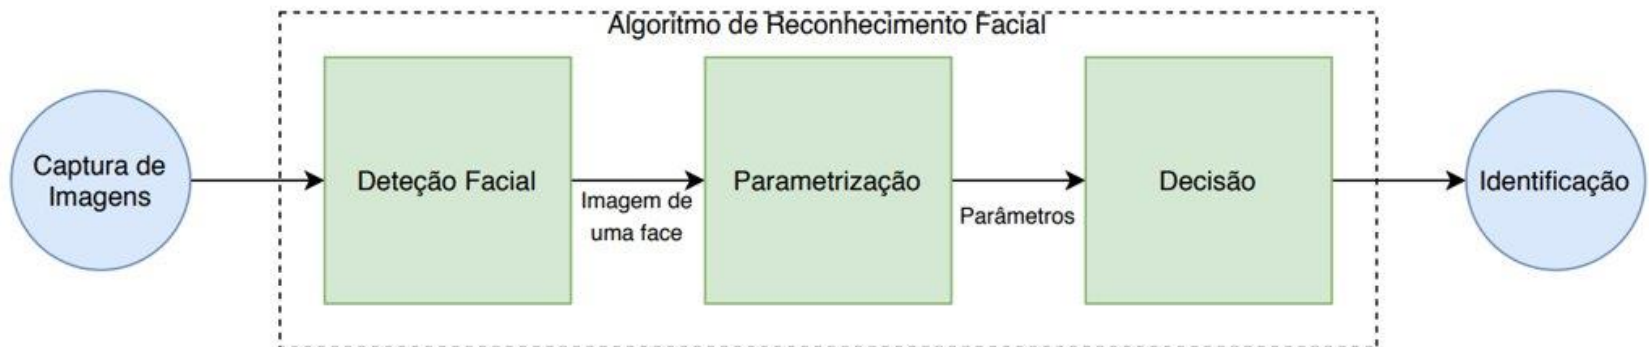 Algoritmo de Reconhecimento Facial
Captura de
Imagens
Deteção Facial
Imagem de
uma face
Parametrização
Parâmetros
Decisão
Identificação